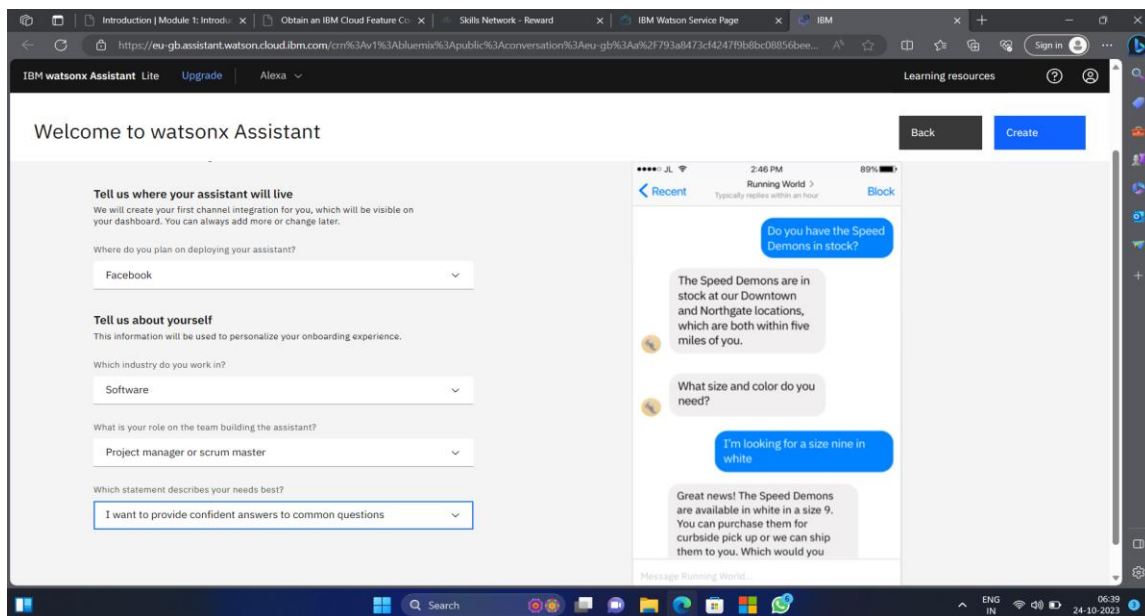 Introduction | Module 1: Introdu
Obtain an IBM Cloud Feature Co
Skills Network - Reward
IBM Watson Service Page
IBM
https://eu-gb.assistant.watson.cloud.ibm.com/crn%3Av1%3Abluemix%3Apublic%3Aconversation%3Aeu-gb%3Aa%2F793a8473cf4247f9b8bc08856bee...
Sign in
IBM watsonx Assistant Lite Upgrade Alexa
Learning resources
Welcome to watsonx Assistant
Back
Create
Tell us where your assistant will live
We will create your first channel integration for you, which will be visible on
your dashboard. You can always add more or change later.
Where do you plan on deploying your assistant?
Facebook
Tell us about yourself
This information will be used to personalize your onboarding experience.
Which industry do you work in?
Software
What is your role on the team building the assistant?
Project manager or scrum master
Which statement describes your needs best?
I want to provide confident answers to common questions
JL 2:46 PM 89%
Recent Running World > Block
Typically replies within an hour
Do you have the Speed
Demons in stock?
The Speed Demons are in
stock at our Downtown
and Northgate locations,
which are both within five
miles of you.
What size and color do you
need?
I'm looking for a size nine in
white
Great news! The Speed Demons
are available in white in a size 9.
You can purchase them for
curbside pick up or we can ship
them to you. Which would you
Message Running World...
Search
ENG
IN
06:39
24-10-2023